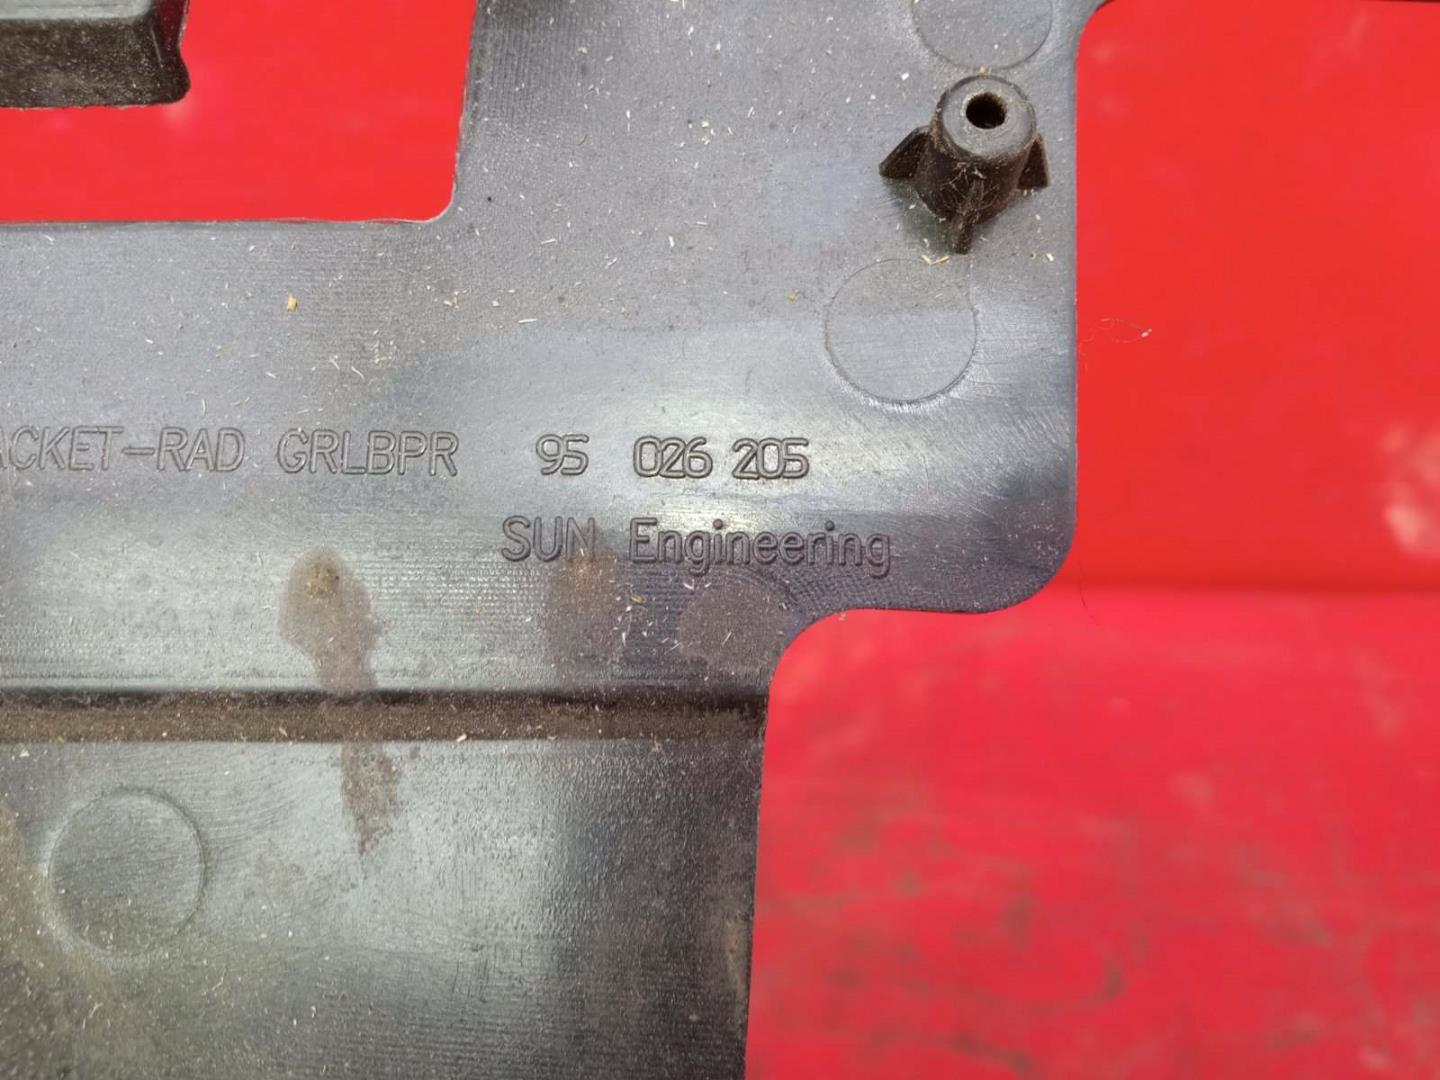 ACKET-RAD GRLBPR 95 026 205
SUN Engineering